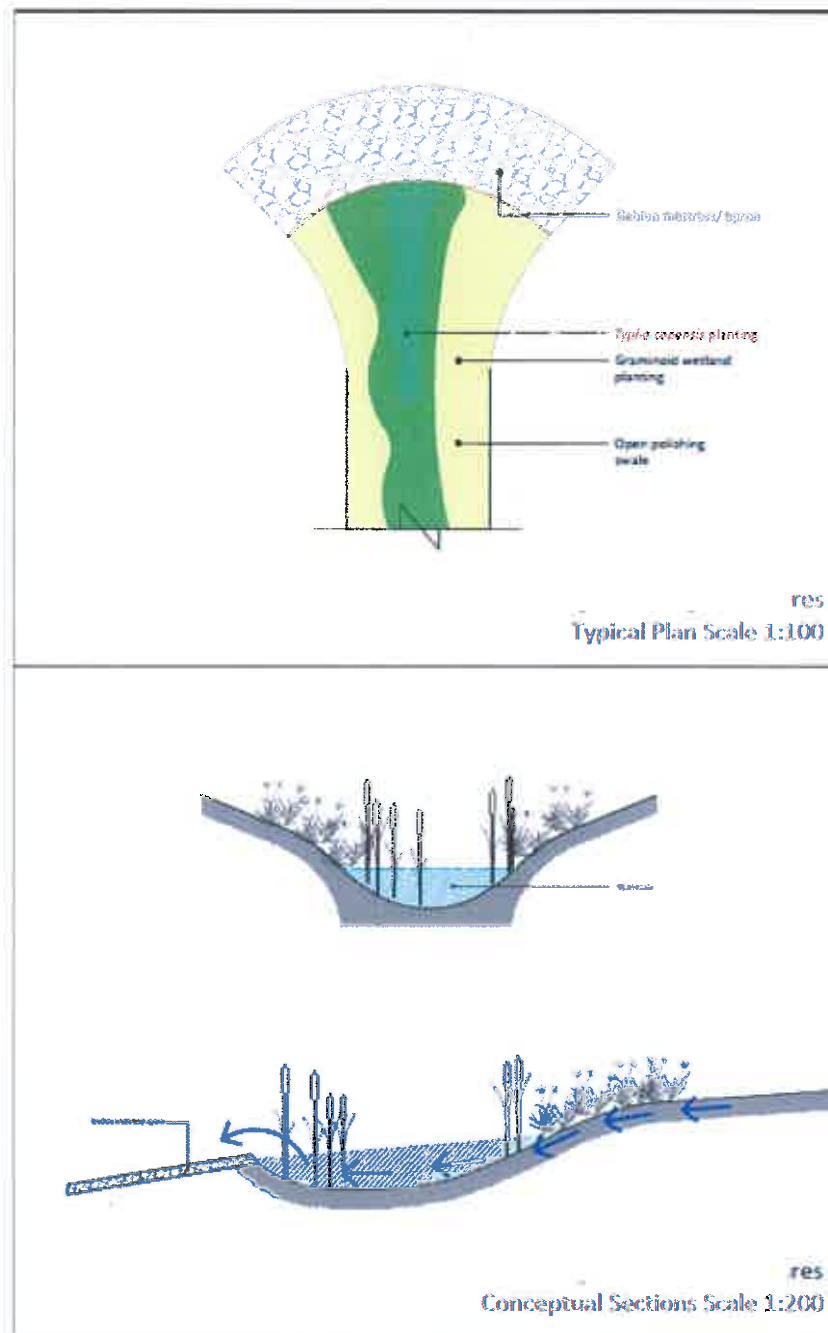 Gabion mattress/ apron
Typha capensis planting
Graminoid wetland
planting
Open polishing
swale
res
Typical Plan Scale 1:100
res
Conceptual Sections Scale 1:200